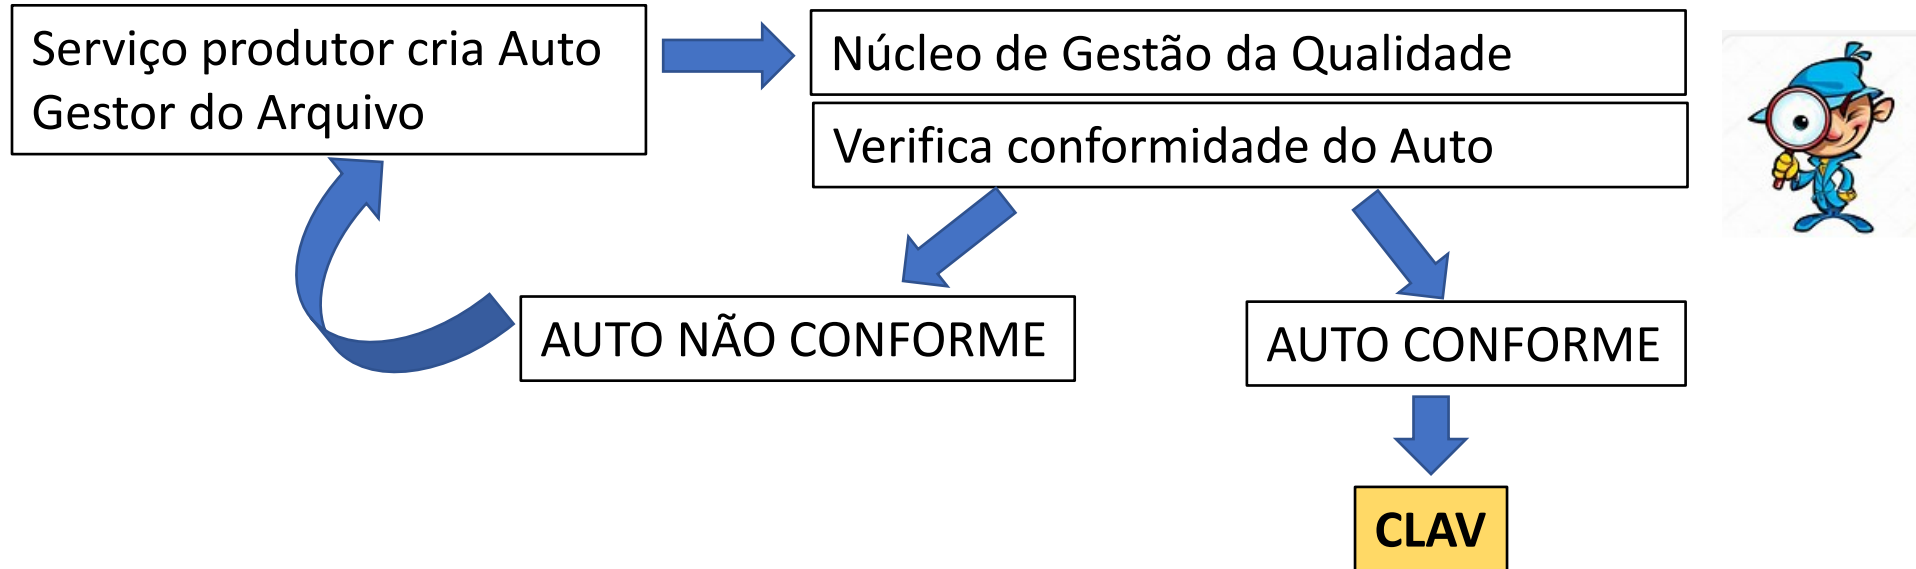 Serviço produtor cria Auto
Gestor do Arquivo
Núcleo de Gestão da Qualidade
Verifica conformidade do Auto
AUTO NÃO CONFORME
AUTO CONFORME
CLAV